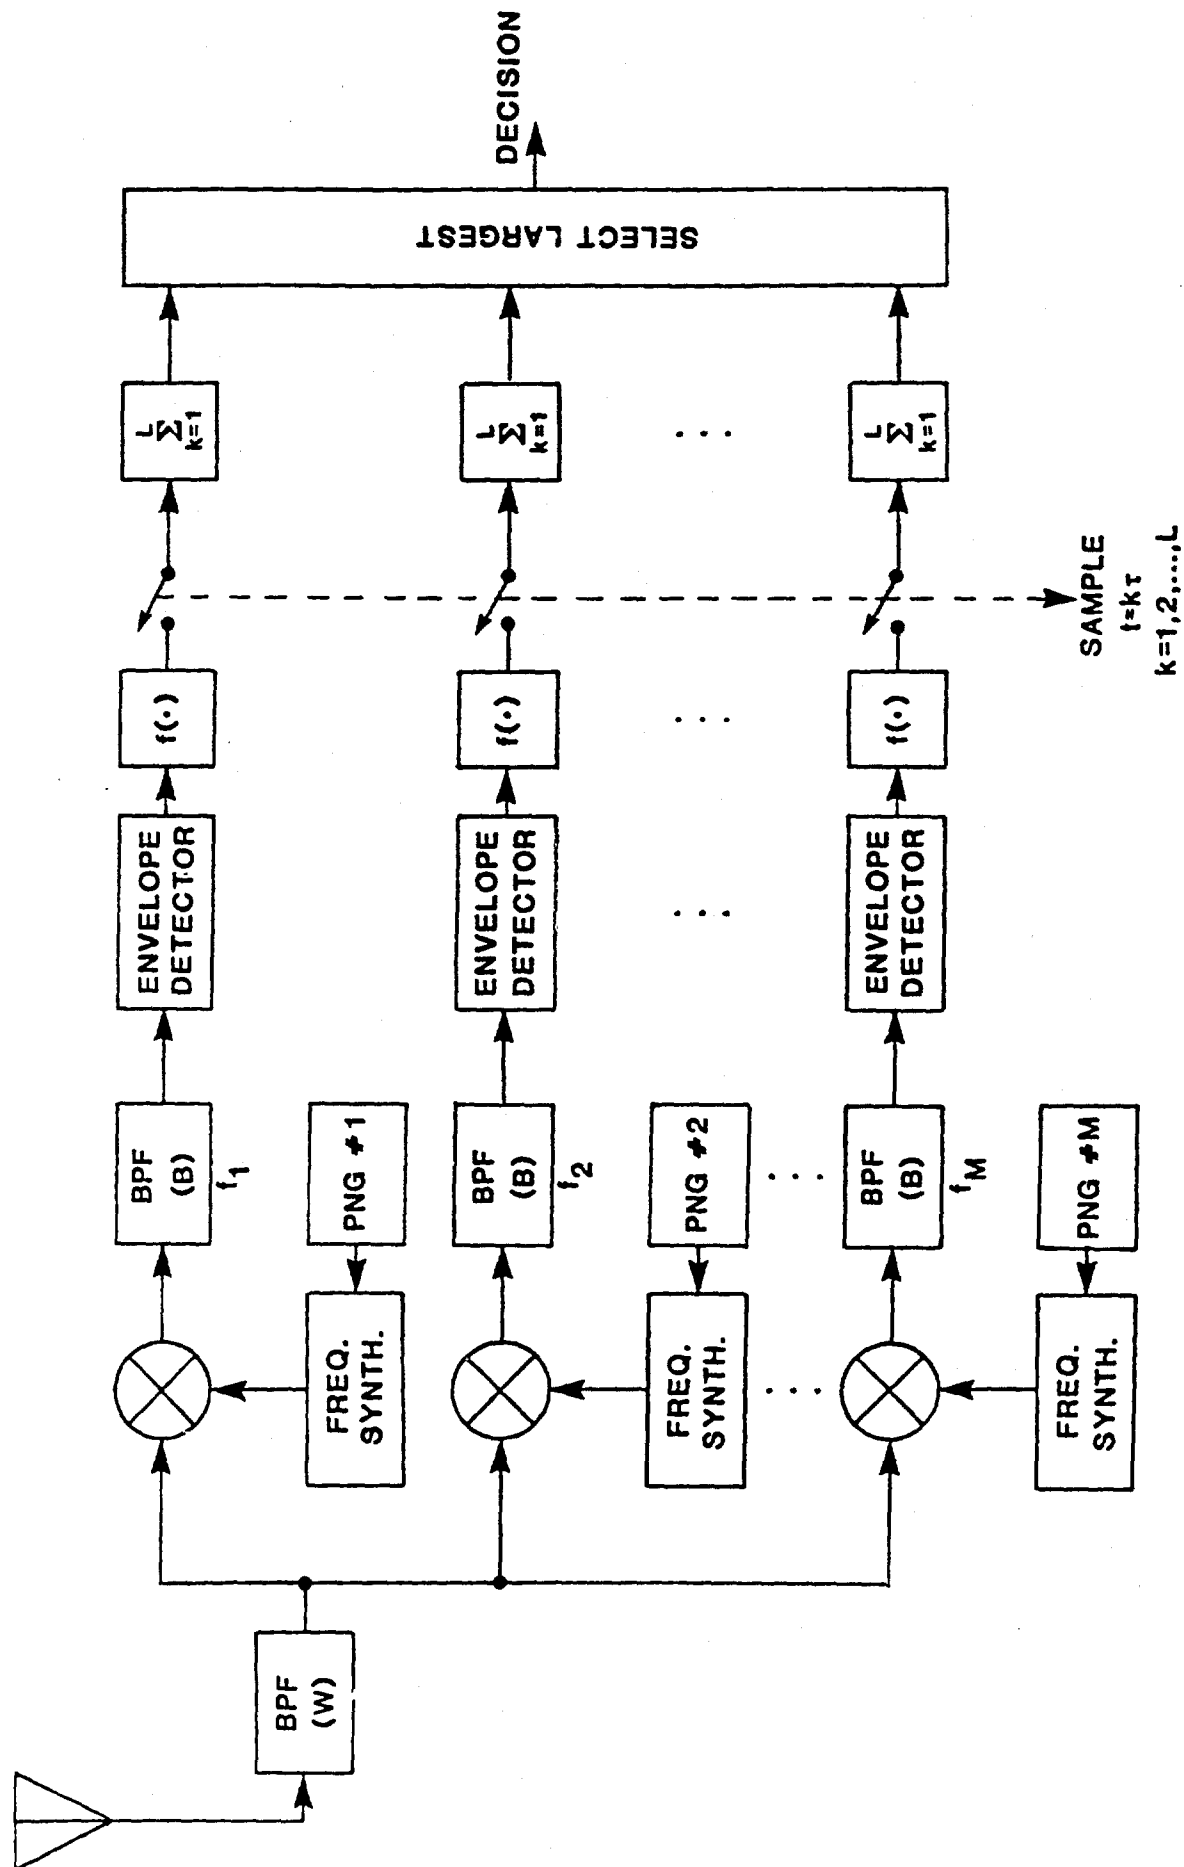 BPF
(W)
BPF
(B)
f1
PNG #1
FREQ.
SYNTH.
ENVELOPE
DETECTOR
f(·)
L
Σ
k=1
BPF
(B)
f2
PNG #2
FREQ.
SYNTH.
ENVELOPE
DETECTOR
f(·)
L
Σ
k=1
BPF
(B)
fM
PNG #M
FREQ.
SYNTH.
ENVELOPE
DETECTOR
f(·)
L
Σ
k=1
SAMPLE
t=kτ
k=1,2,...,L
SELECT LARGEST
DECISION